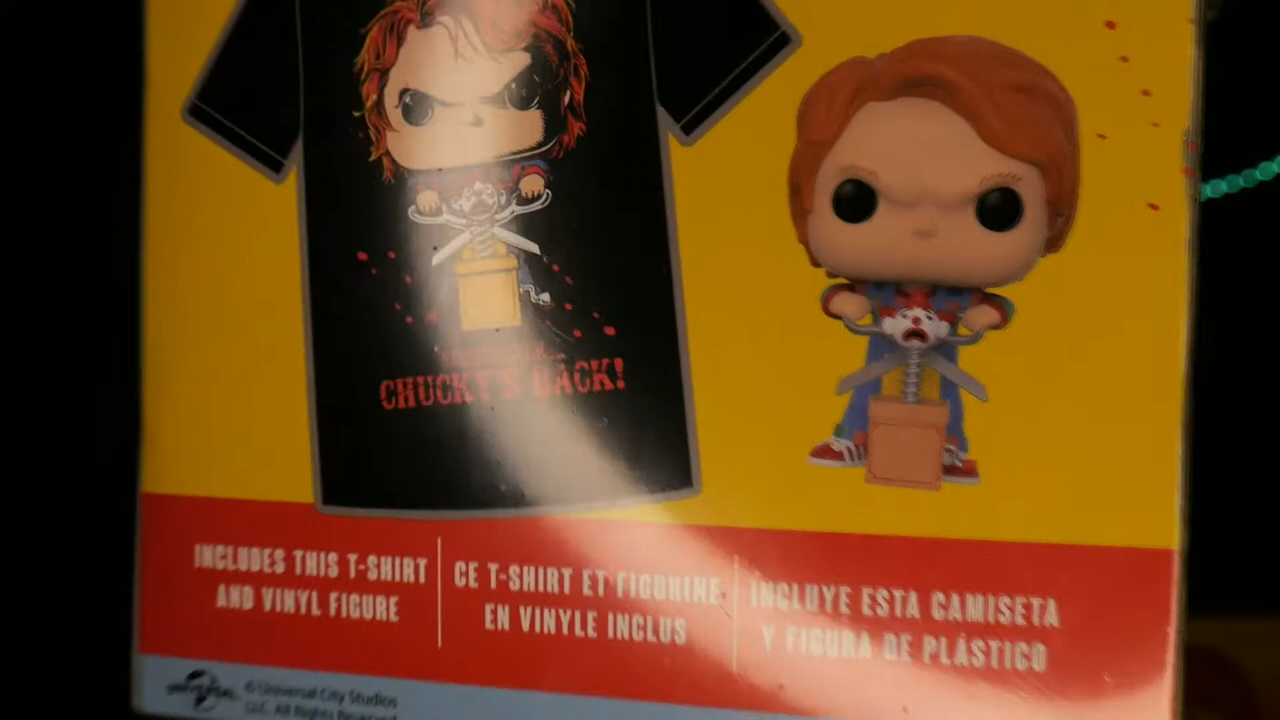 CHUCKY'S BACK!
INCLUDES THIS T-SHIRT
AND VINYL FIGURE
CE T-SHIRT ET FIGURINE
EN VINYLE INCLUS
INCLUYE ESTA CAMISETA
Y FIGURA DE PLÁSTICO
UNIVERSAL
© Universal City Studios
LLC. All Rights Reserved